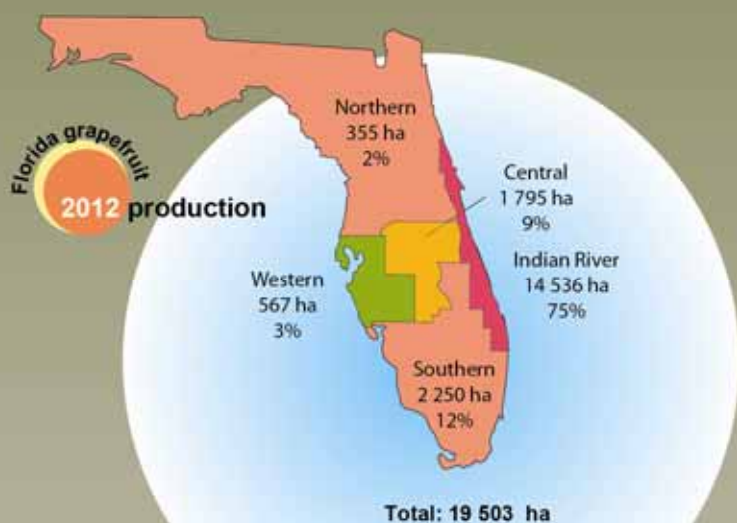 Florida grapefruit
2012 production
Northern
355 ha
2%
Central
1 795 ha
9%
Indian River
14 536 ha
75%
Western
567 ha
3%
Southern
2 250 ha
12%
Total: 19 503 ha